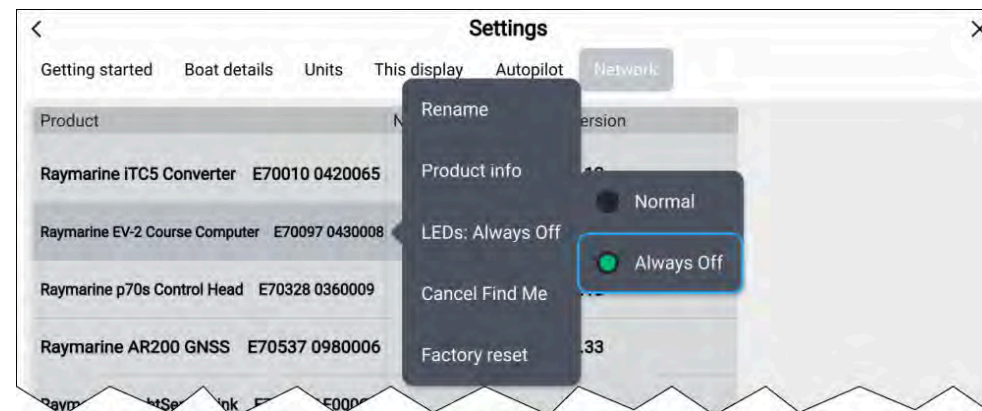 Settings
Getting started Boat details Units This display Autopilot Network
Product N ersion
Rename
Raymarine iTC5 Converter E70010 0420065
Product info
Normal
Raymarine EV-2 Course Computer E70097 0430008
LEDs: Always Off
Always Off
Raymarine p70s Control Head E70328 0360009
Cancel Find Me
Raymarine AR200 GNSS E70537 0980006 .33
Factory reset